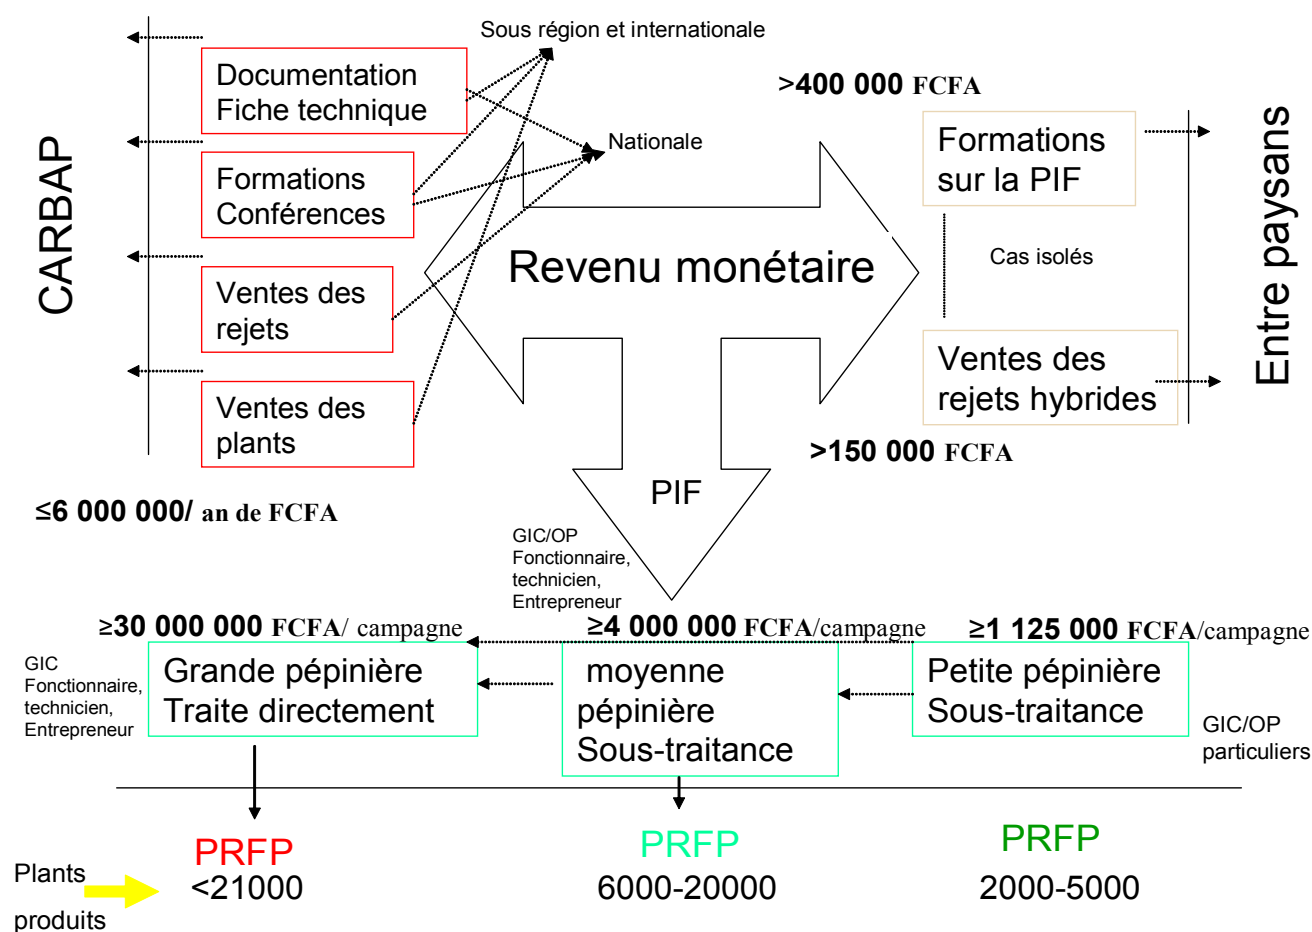 Sous région et internationale
Documentation
Fiche technique
>400 000 FCFA
CARBAP
Nationale
Formations
Conférences
Formations
sur la PIF
Entre paysans
Revenu monétaire
Cas isolés
Ventes des
rejets
Ventes des
rejets hybrides
Ventes des
plants
>150 000 FCFA
PIF
≤6 000 000/ an de FCFA
GIC/OP
Fonctionnaire,
technicien,
Entrepreneur
≥30 000 000 FCFA/ campagne
≥4 000 000 FCFA/campagne
≥1 125 000 FCFA/campagne
GIC
Fonctionnaire,
technicien,
Entrepreneur
Grande pépinière
Traite directement
moyenne
pépinière
Sous-traitance
Petite pépinière
Sous-traitance
GIC/OP
particuliers
PRFP
PRFP
PRFP
Plants
produits
<21000
6000-20000
2000-5000